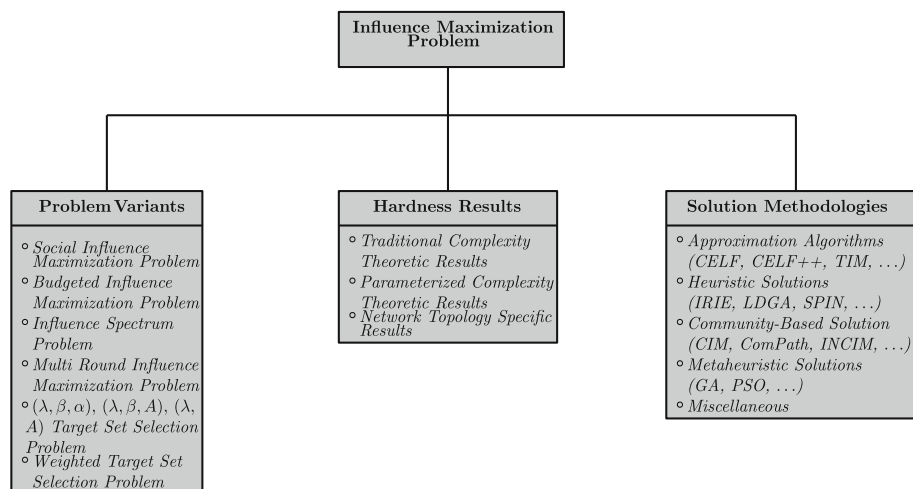 Influence Maximization
Problem
Problem Variants
○ Social Influence
Maximization Problem
○ Budgeted Influence
Maximization Problem
○ Influence Spectrum
Problem
○ Multi Round Influence
Maximization Problem
○ (λ, β, α), (λ, β, A), (λ,
A) Target Set Selection
Problem
○ Weighted Target Set
Selection Problem
Hardness Results
○ Traditional Complexity
Theoretic Results
○ Parameterized Complexity
Theoretic Results
○ Network Topology Specific
Results
Solution Methodologies
○ Approximation Algorithms
(CELF, CELF++, TIM, ...)
○ Heuristic Solutions
(IRIE, LDGA, SPIN, ...)
○ Community-Based Solution
(CIM, ComPath, INCIM, ...)
○ Metaheuristic Solutions
(GA, PSO, ...)
○ Miscellaneous